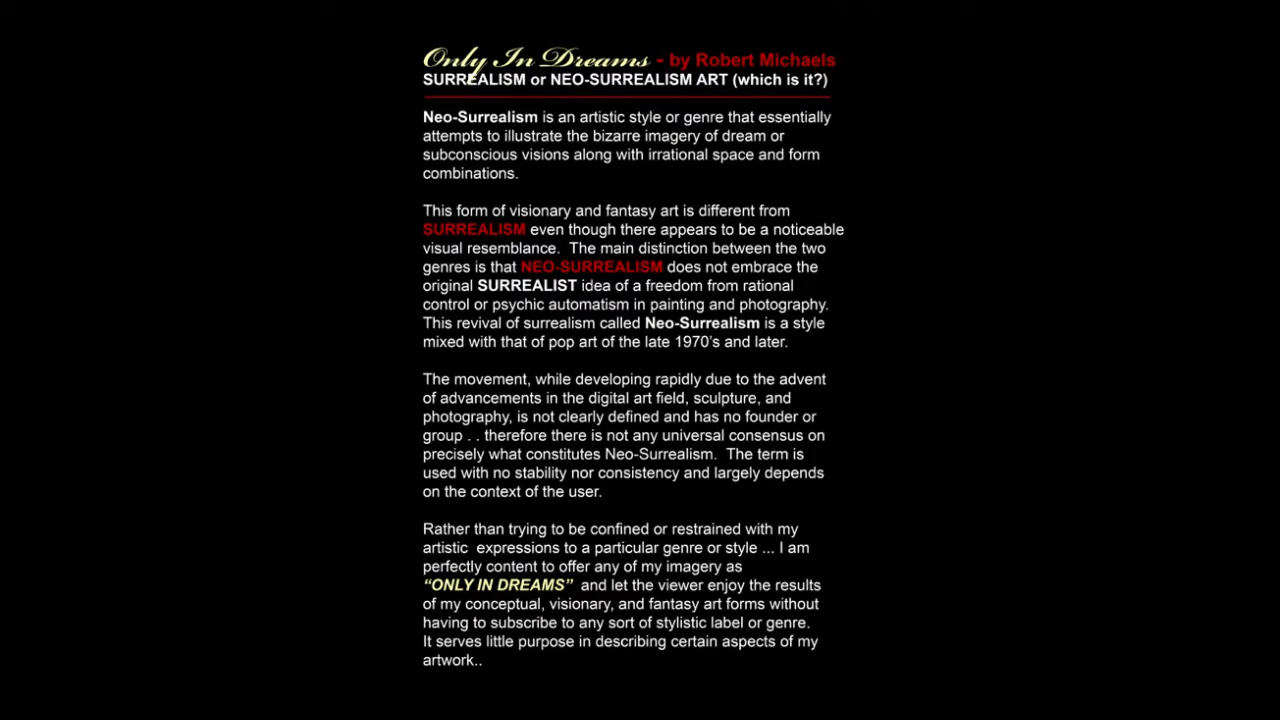 Only In Dreams - by Robert Michaels
SURREALISM or NEO-SURREALISM ART (which is it?)
Neo-Surrealism is an artistic style or genre that essentially
attempts to illustrate the bizarre imagery of dream or
subconscious visions along with irrational space and form
combinations.
This form of visionary and fantasy art is different from
SURREALISM even though there appears to be a noticeable
visual resemblance.  The main distinction between the two
genres is that NEO-SURREALISM does not embrace the
original SURREALIST idea of a freedom from rational
control or psychic automatism in painting and photography.
This revival of surrealism called Neo-Surrealism is a style
mixed with that of pop art of the late 1970's and later.
The movement, while developing rapidly due to the advent
of advancements in the digital art field, sculpture, and
photography, is not clearly defined and has no founder or
group . . therefore there is not any universal consensus on
precisely what constitutes Neo-Surrealism.  The term is
used with no stability nor consistency and largely depends
on the context of the user.
Rather than trying to be confined or restrained with my
artistic  expressions to a particular genre or style ... I am
perfectly content to offer any of my imagery as
“ONLY IN DREAMS”  and let the viewer enjoy the results
of my conceptual, visionary, and fantasy art forms without
having to subscribe to any sort of stylistic label or genre.
It serves little purpose in describing certain aspects of my
artwork..